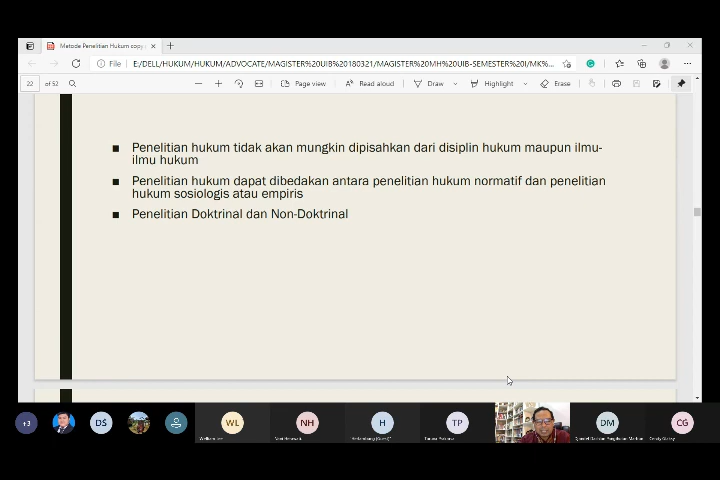 Metode Penelitian Hukum copy.
File
E:/DELL/HUKUM/HUKUM/ADVOCATE/MAGISTER%20UIB%20180321/MAGISTER%20MH%20UIB-SEMESTER%20I/MK%...
22 of 52
Page view
Read aloud
Draw
Highlight
Erase
Penelitian hukum tidak akan mungkin dipisahkan dari disiplin hukum maupun ilmu-
ilmu hukum
Penelitian hukum dapat dibedakan antara penelitian hukum normatif dan penelitian
hukum sosiologis atau empiris
Penelitian Doktrinal dan Non-Doktrinal
+3
DS
WL
NH
H
TP
DM
CG